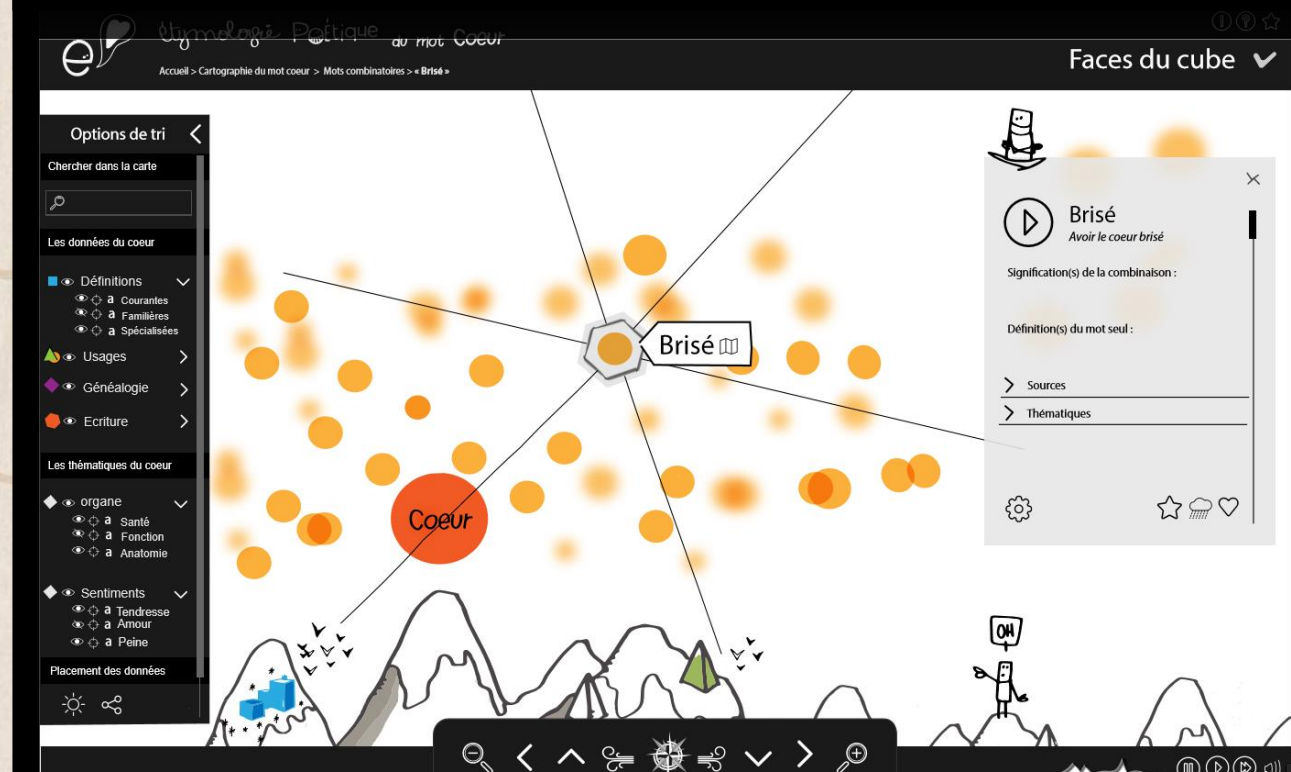 étymologie Poétique du mot Coeur
Accueil > Cartographie du mot coeur > Mots combinatoires > « Brisé »
Faces du cube
Options de tri
Chercher dans la carte
Les données du coeur
Définitions
a Courantes
a Familières
a Spécialisées
Usages
Généalogie
Ecriture
Les thématiques du coeur
organe
a Santé
a Fonction
a Anatomie
Sentiments
a Tendresse
a Amour
a Peine
Placement des données
Brisé
Coeur
Brisé
Avoir le coeur brisé
Signification(s) de la combinaison :
Définition(s) du mot seul :
Sources
Thématiques
OH